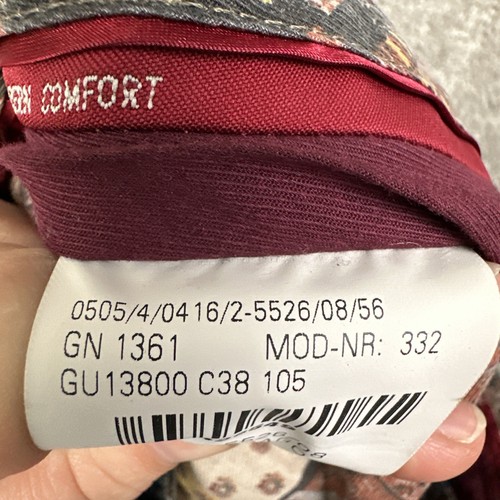 COMFORT
0505/4/0416/2-5526/08/56
GN 1361 MOD-NR: 332
GU13800 C38 105